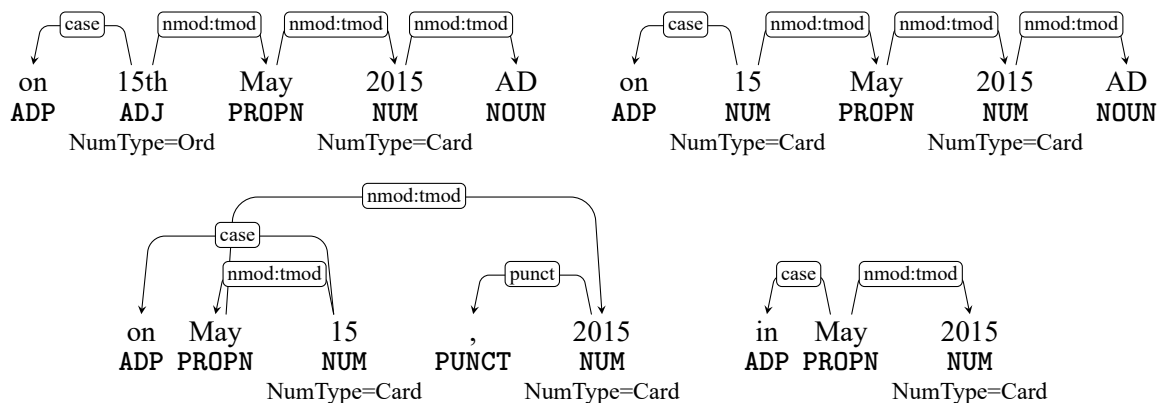 case nmod:tmod nmod:tmod nmod:tmod
on 15th May 2015 AD
ADP ADJ PROPN NUM NOUN
NumType=Ord NumType=Card
case nmod:tmod nmod:tmod nmod:tmod
on 15 May 2015 AD
ADP NUM PROPN NUM NOUN
NumType=Card NumType=Card
nmod:tmod
case
nmod:tmod punct
on May 15 , 2015
ADP PROPN NUM PUNCT NUM
NumType=Card NumType=Card
case nmod:tmod
in May 2015
ADP PROPN NUM
NumType=Card